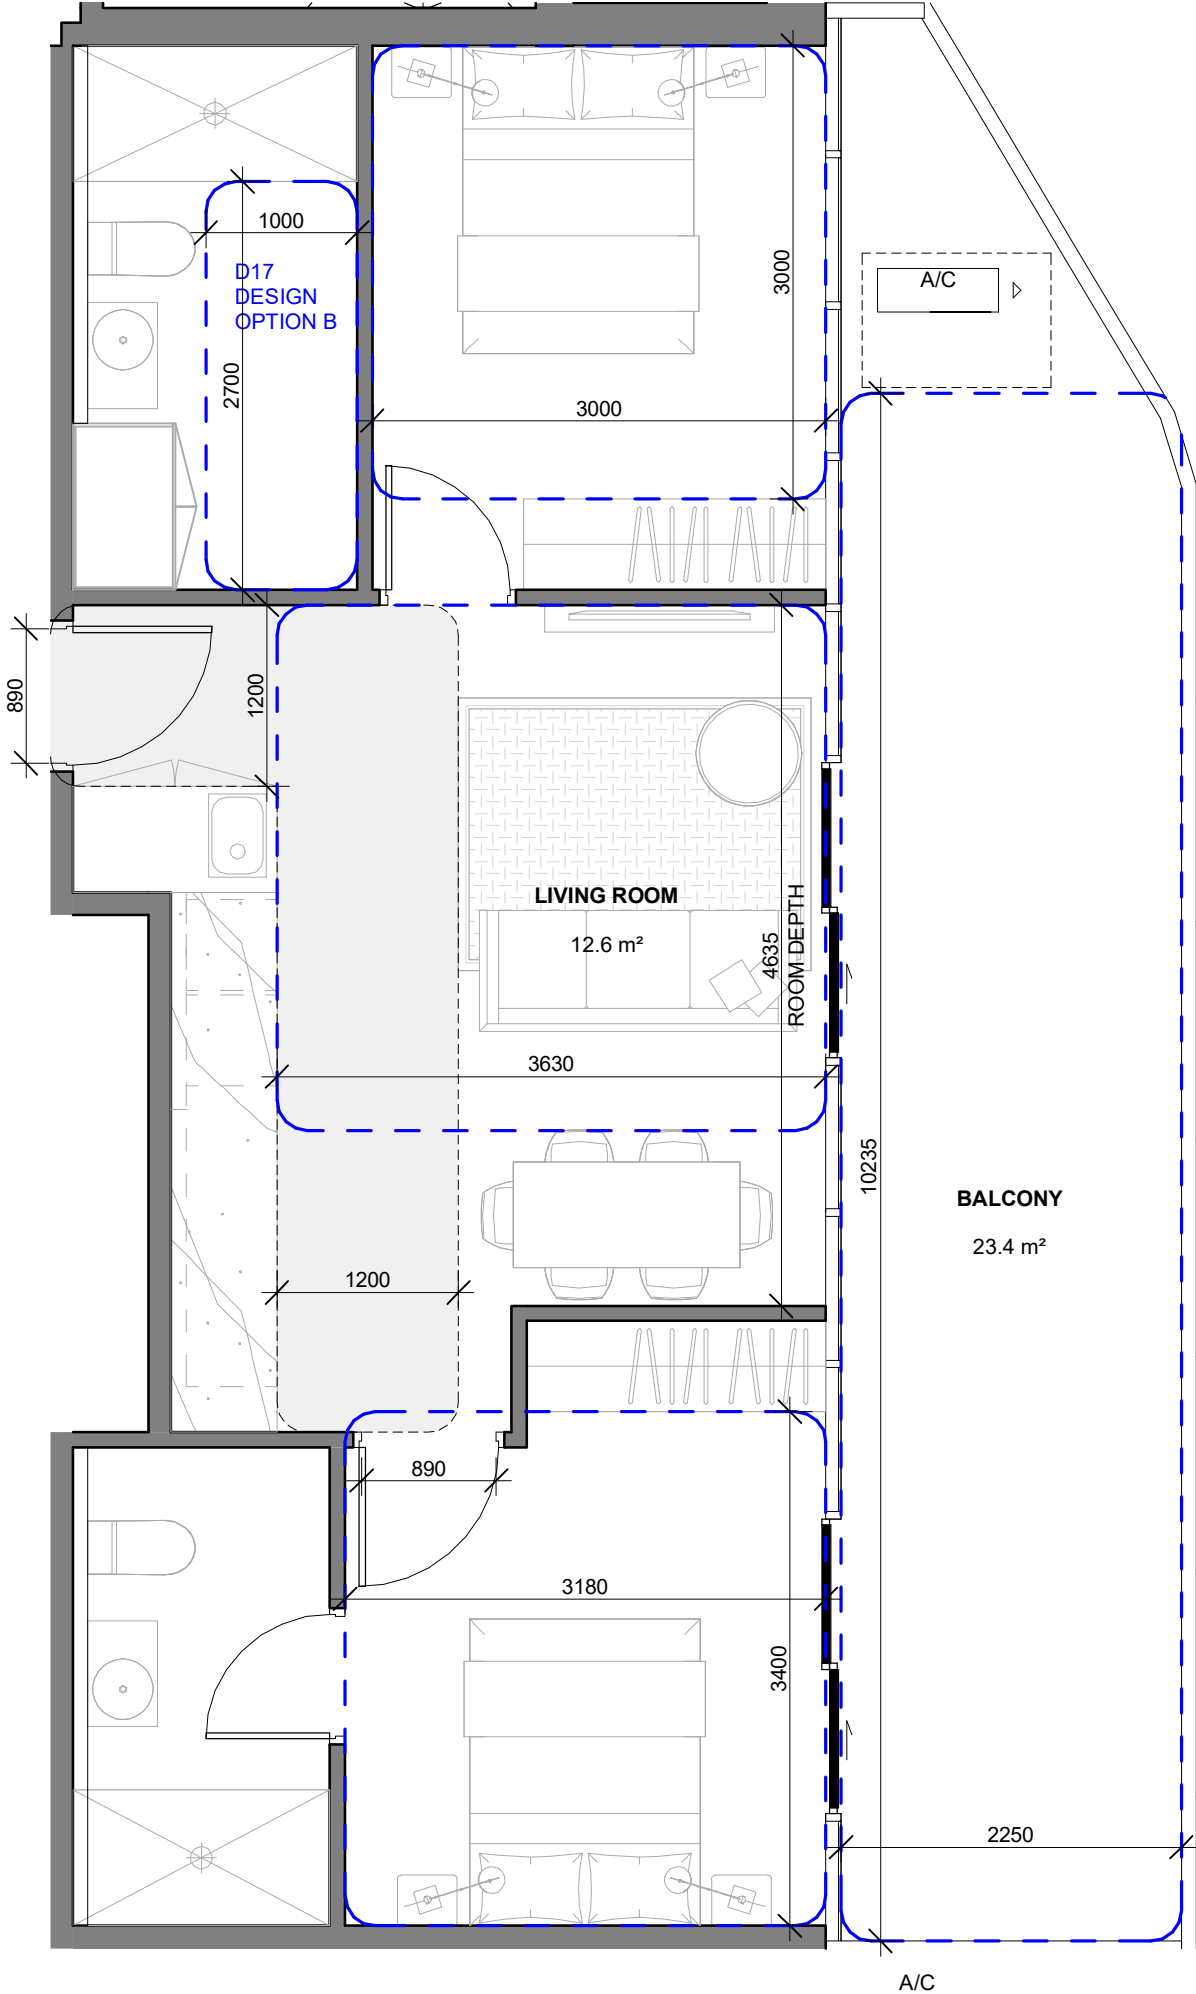 1000
D17
DESIGN
OPTION B
2700
3000
3000
A/C
890
1200
LIVING ROOM
12.6 m²
4635
ROOM DEPTH
3630
10235
BALCONY
23.4 m²
1200
890
3180
3400
2250
A/C